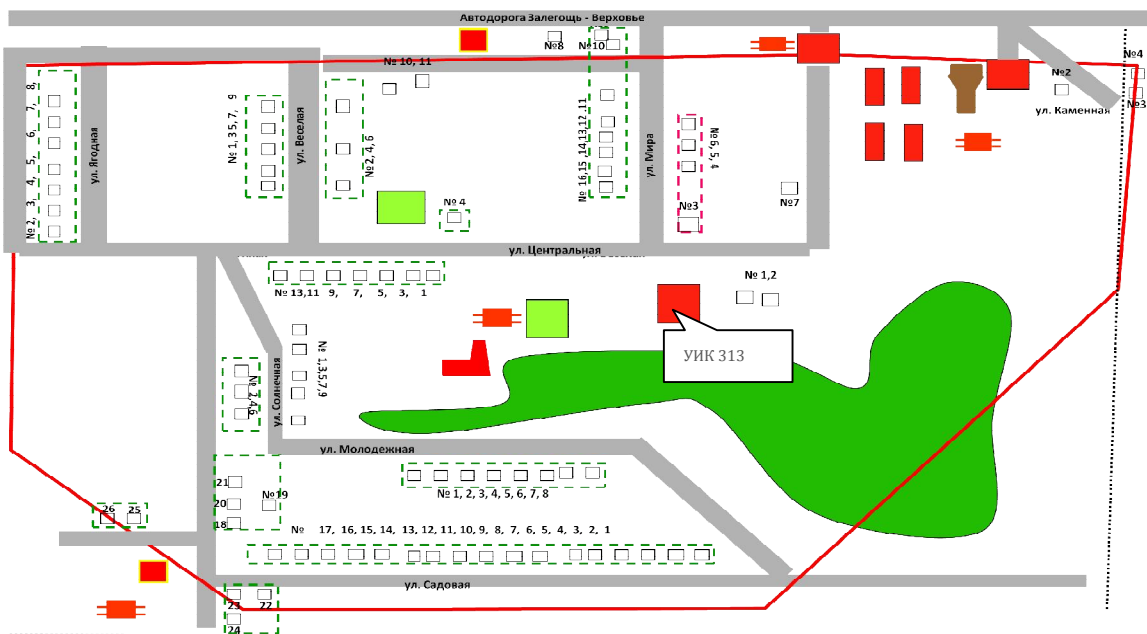 Автодорога Залегощь - Верховье
№8
№10
№ 10, 11
№4
№2
№3
ул. Каменная
№ 2, 3, 4, 5, 6, 7, 8,
ул. Ягодная
№ 1, 3 5, 7, 9
ул. Веселая
№2, 4, 6
№ 4
№ 16,15 ,14,13,12 .11
ул. Мира
№6, 5, 4
№3
№7
ул. Центральная
№ 13,11 9, 7, 5, 3, 1
№ 1,2
УИК 313
№ 1,3,5,7,9
ул. Солнечная
№ 2,4,6
ул. Молодежная
№ 1, 2, 3, 4, 5, 6, 7, 8
21
№19
20
18
26 25
№ 17, 16, 15, 14, 13, 12, 11, 10, 9, 8, 7, 6, 5, 4, 3, 2, 1
ул. Садовая
23 22
24